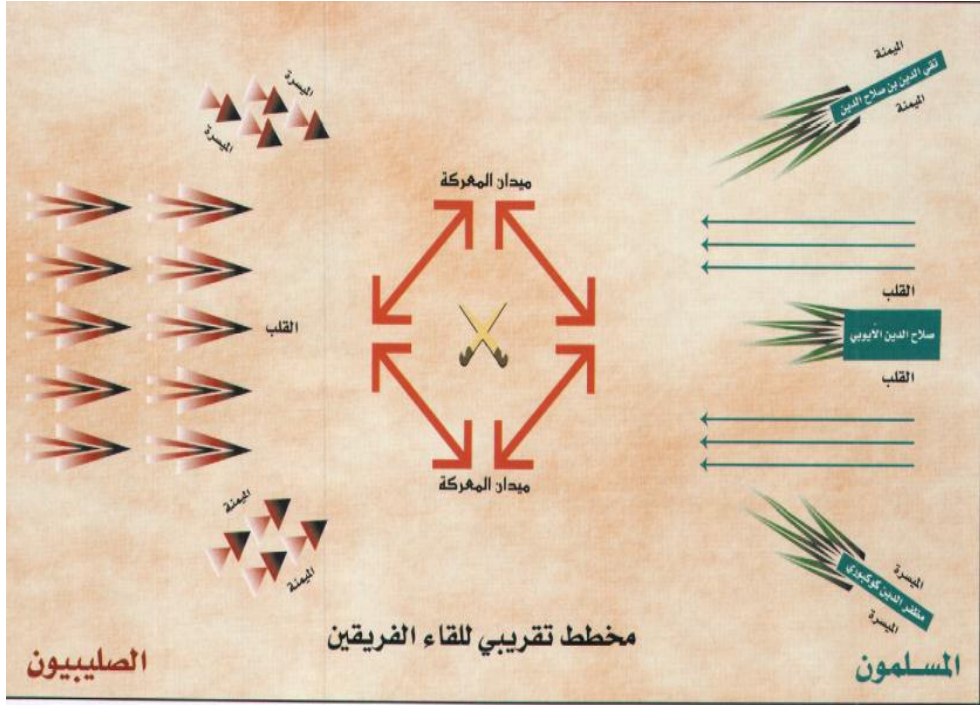 الميمنة
تقي الدين بن صلاح الدين
الميمنة
الميسرة
الميسرة
ميدان المعركة
القلب
صلاح الدين الأيوبي
القلب
القلب
ميدان المعركة
الميسرة
مظفر الدين كوكبوري
الميسرة
الميمنة
الميمنة
مخطط تقريبي للقاء الفريقين
المسلمون
الصليبيون